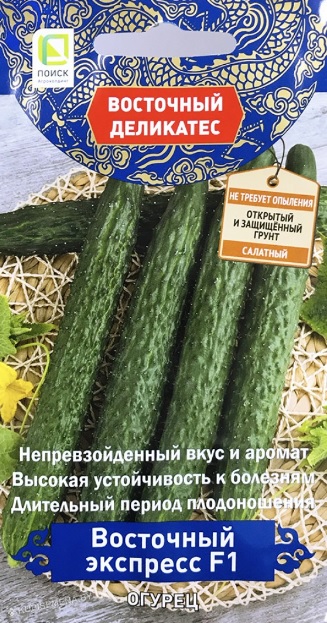 ПОИСК
Агрохолдинг
ВОСТОЧНЫЙ
ДЕЛИКАТЕС
НЕ ТРЕБУЕТ ОПЫЛЕНИЯ
ОТКРЫТЫЙ
И ЗАЩИЩЁННЫЙ
ГРУНТ
САЛАТНЫЙ
Непревзойденный вкус и аромат
Высокая устойчивость к болезням
Длительный период плодоношения
Восточный
экспресс F1
ОГУРЕЦ